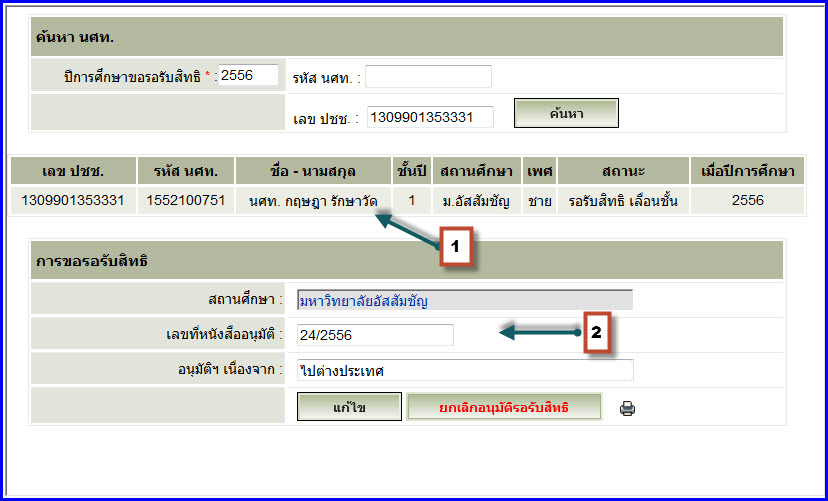 ค้นหา นศท.
ปีการศึกษาขอรอรับสิทธิ * : 2556 รหัส นศท. :
เลข ปชช. : 1309901353331 ค้นหา
เลข ปชช. รหัส นศท. ชื่อ - นามสกุล ชั้นปี สถานศึกษา เพศ สถานะ เมื่อปีการศึกษา
1309901353331 1552100751 นศท. กฤษฎา รักษาวัด 1 ม.อัสสัมชัญ ชาย รอรับสิทธิ เลื่อนชั้น 2556
1
การขอรอรับสิทธิ
สถานศึกษา : มหาวิทยาลัยอัสสัมชัญ
เลขที่หนังสืออนุมัติ : 24/2556 2
อนุมัติฯ เนื่องจาก : ไปต่างประเทศ
แก้ไข ยกเลิกอนุมัติรอรับสิทธิ